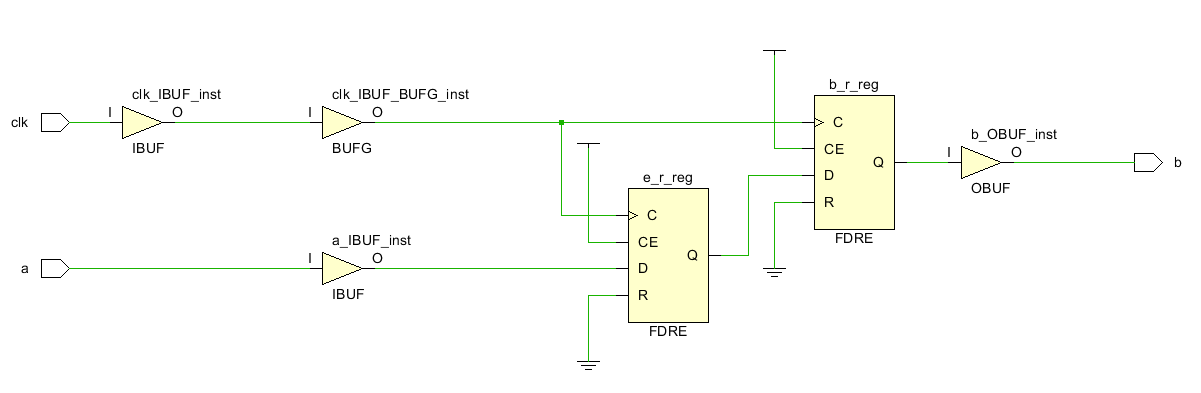 clk
I
clk_IBUF_inst
O
IBUF
I
clk_IBUF_BUFG_inst
O
BUFG
a
I
a_IBUF_inst
O
IBUF
e_r_reg
C
CE
D
R
Q
FDRE
b_r_reg
C
CE
D
R
Q
FDRE
I
b_OBUF_inst
O
OBUF
b